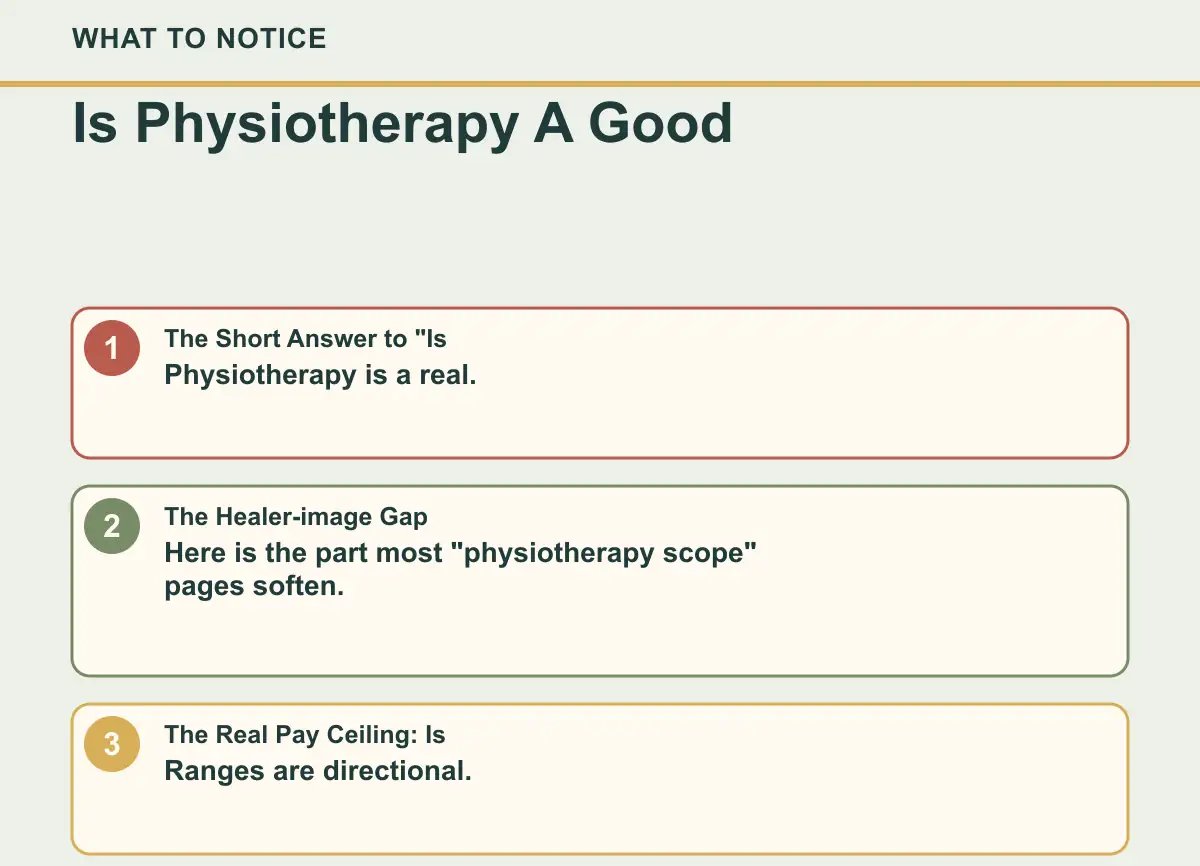 WHAT TO NOTICE
Is Physiotherapy A Good
1
The Short Answer to "Is
Physiotherapy is a real.
2
The Healer-image Gap
Here is the part most "physiotherapy scope"
pages soften.
3
The Real Pay Ceiling: Is
Ranges are directional.